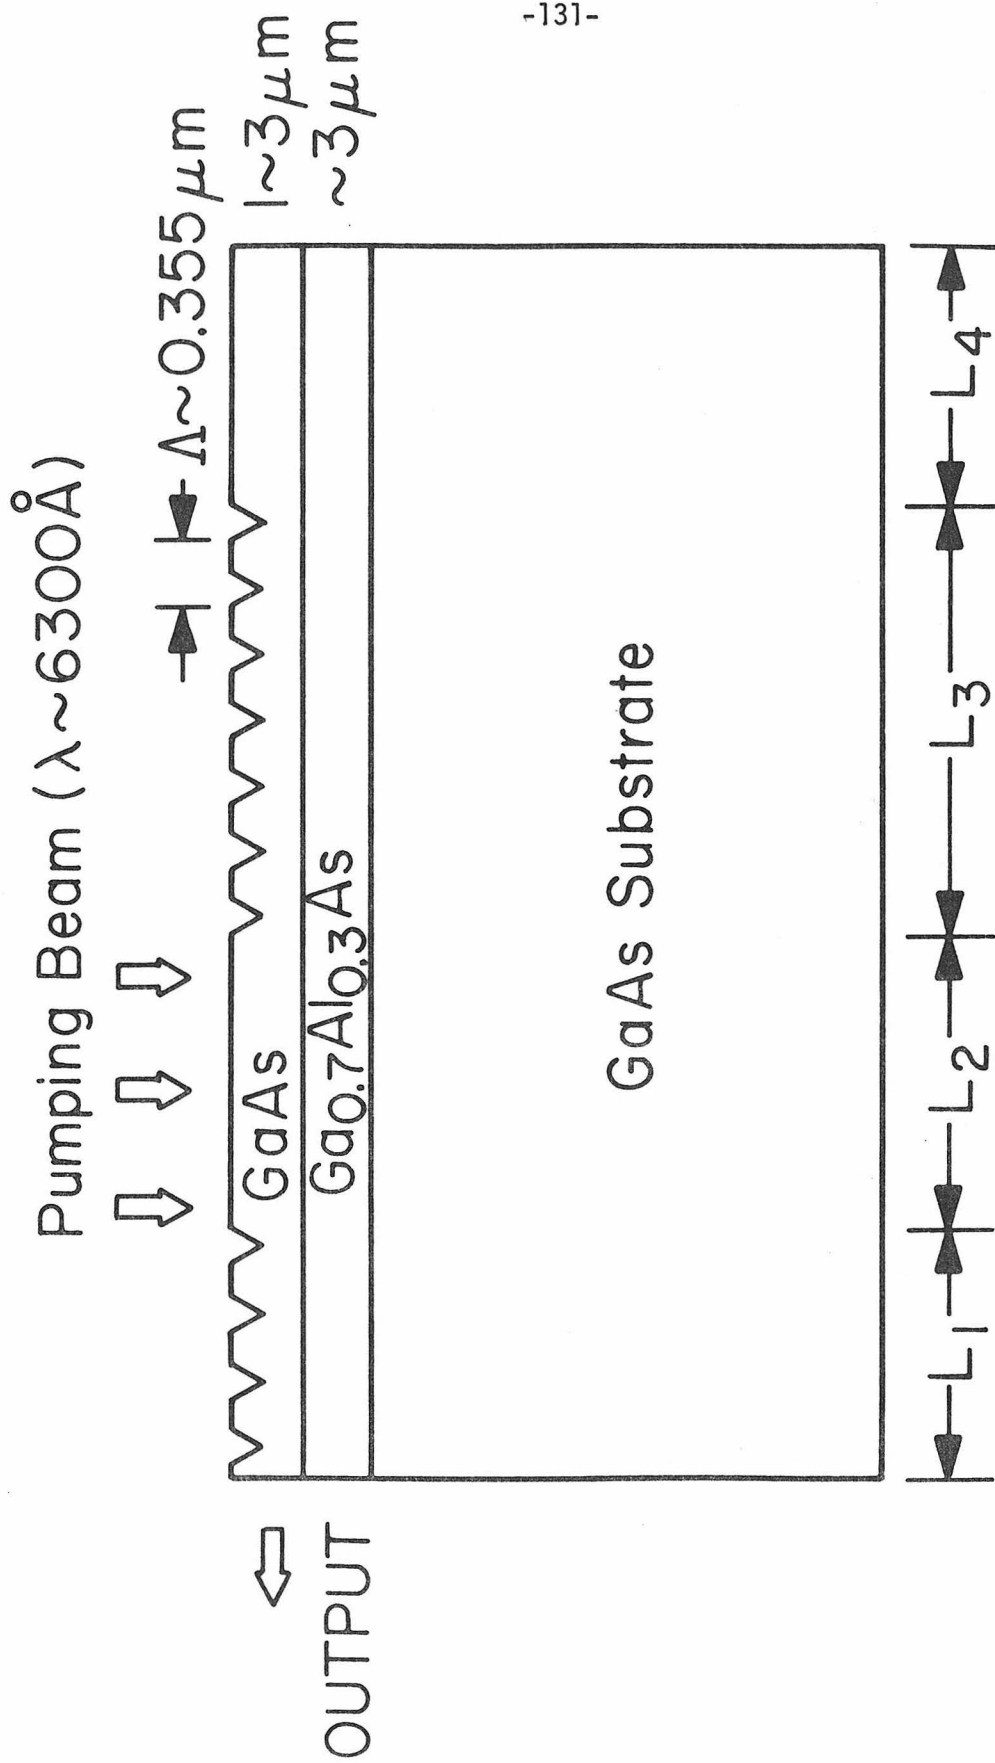 -131-
Pumping Beam (λ~6300Å)
Λ~0.355μm
GaAs
1~3μm
Ga0.7Al0.3As
~3μm
OUTPUT
GaAs Substrate
L1
L2
L3
L4